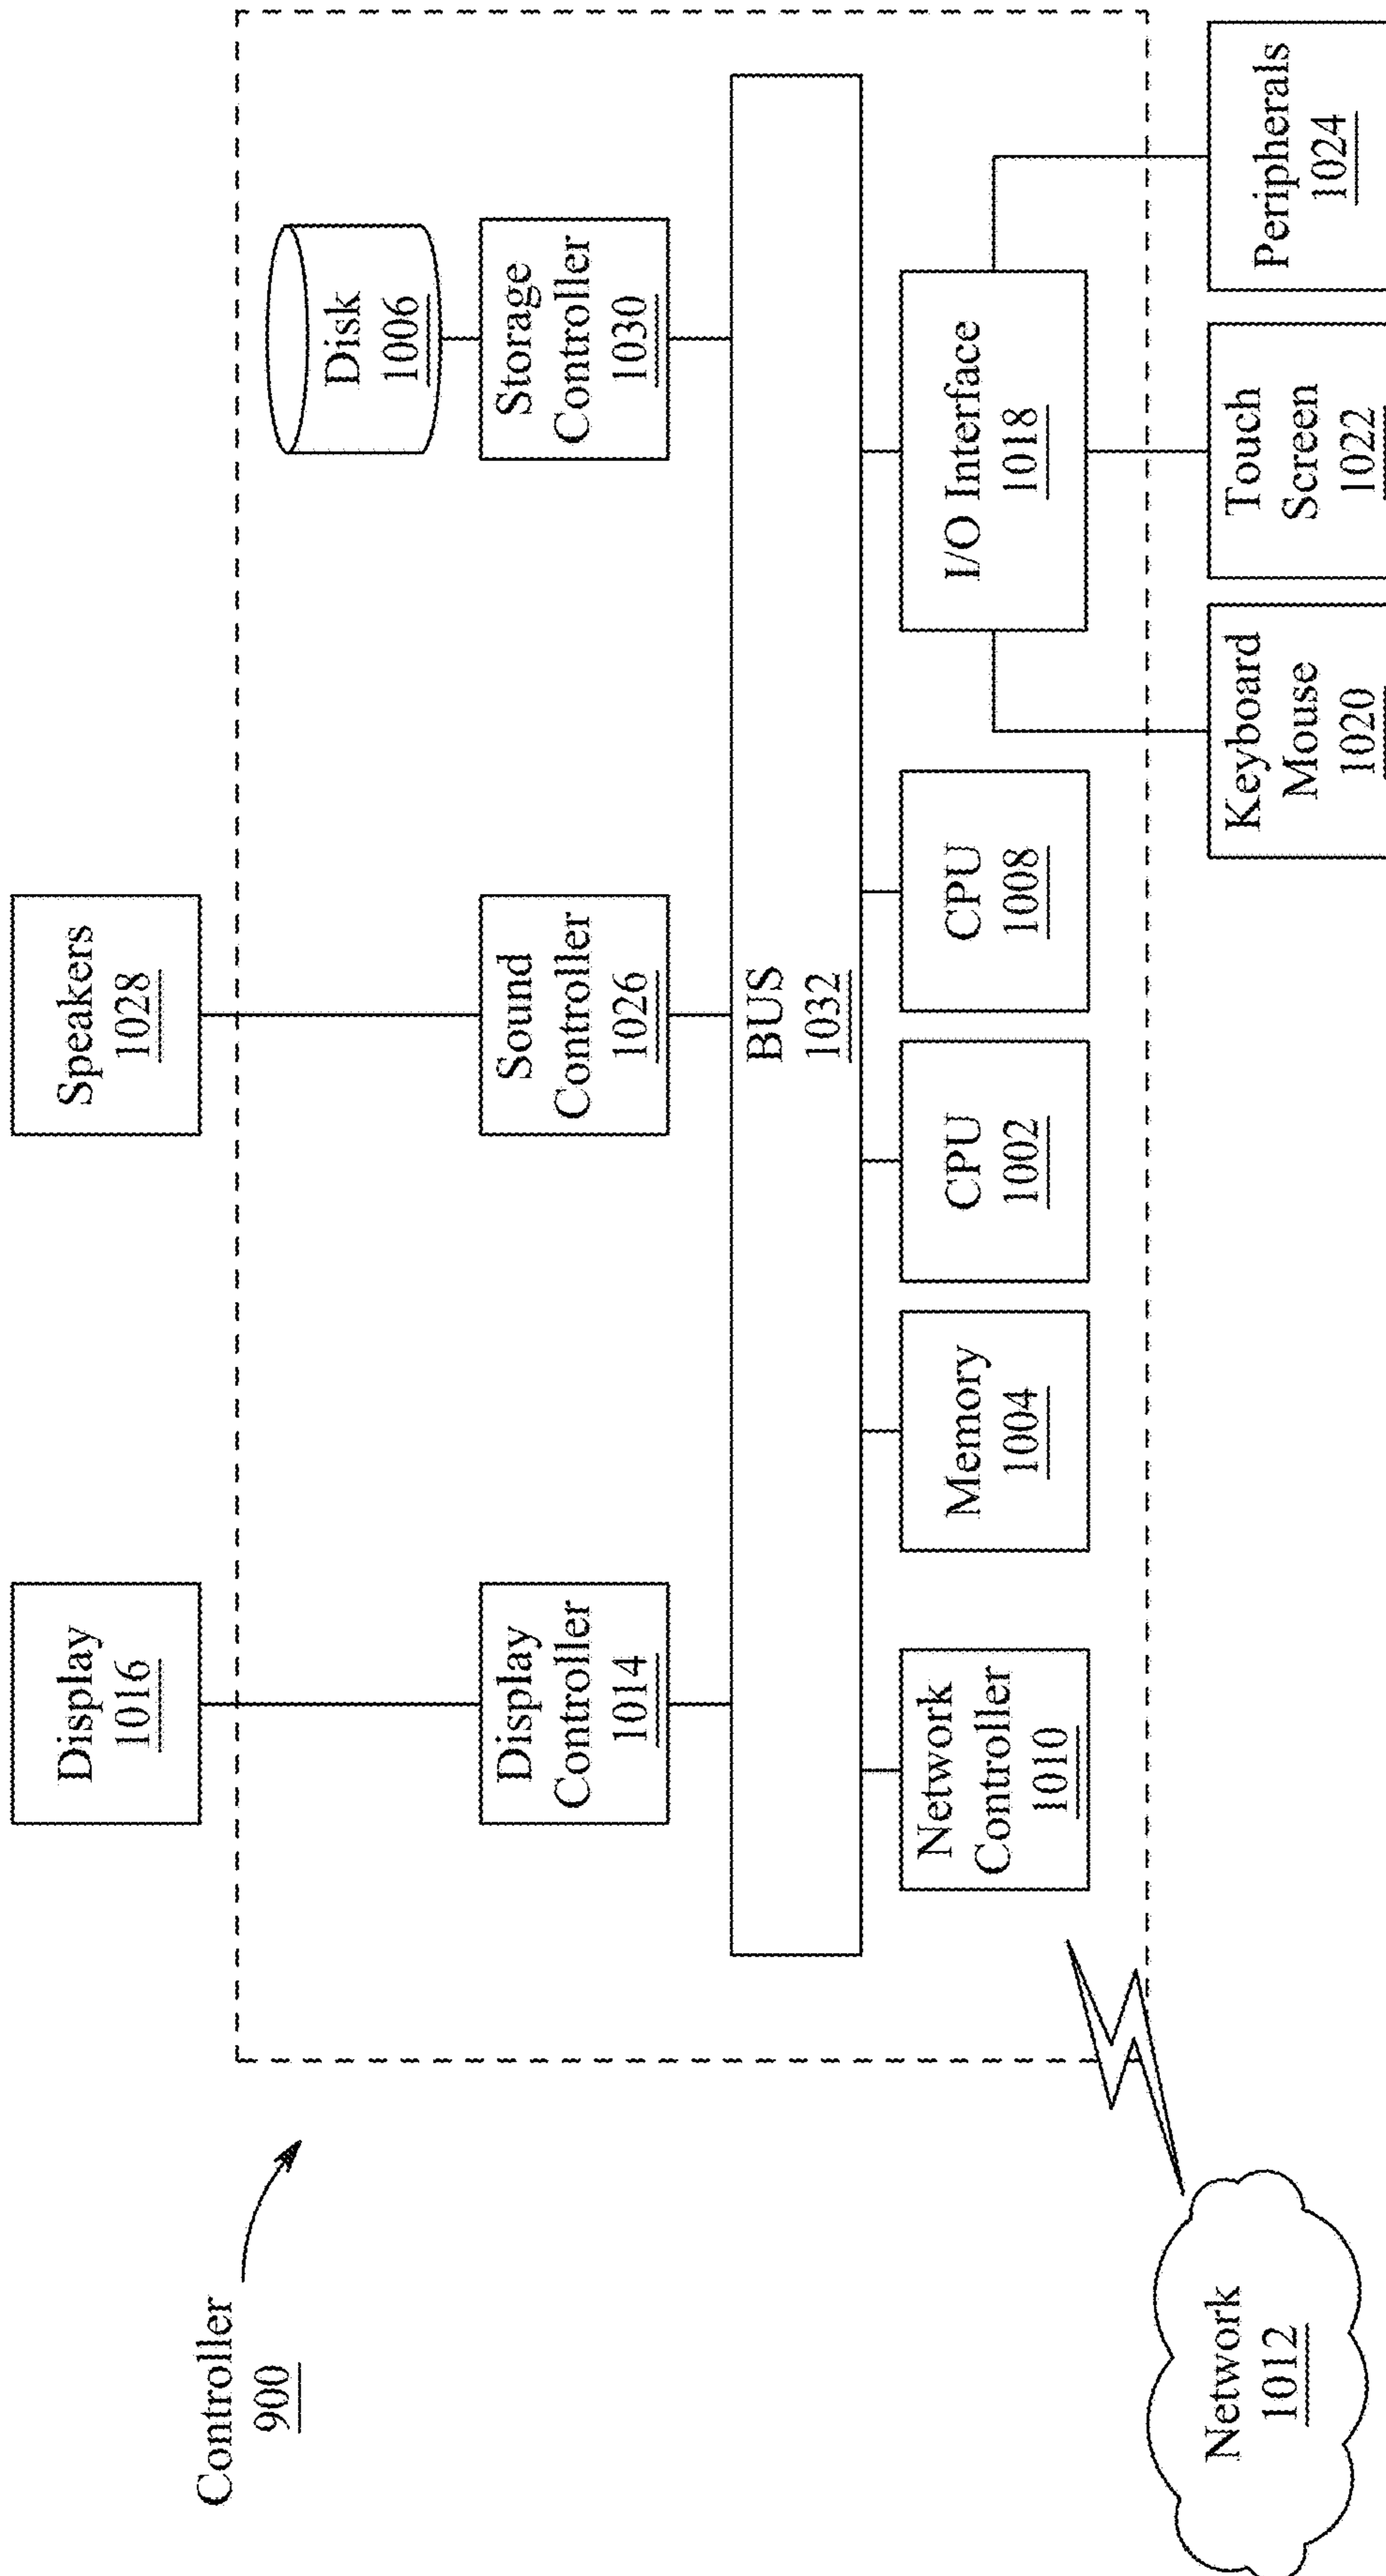 Controller
900
Display
1016
Speakers
1028
Disk
1006
Display
Controller
1014
Sound
Controller
1026
Storage
Controller
1030
BUS
1032
Network
Controller
1010
Memory
1004
CPU
1002
CPU
1008
I/O Interface
1018
Network
1012
Keyboard
Mouse
1020
Touch
Screen
1022
Peripherals
1024